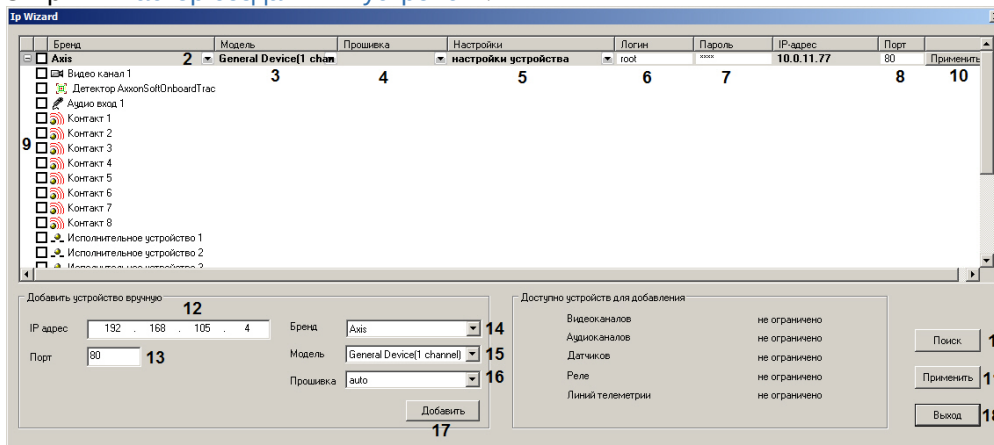 Ip Wizard
Бренд Модель Прошивка Настройки Логин Пароль IP-адрес Порт
Axis 2 General Device(1 chan настройки устройства root **** 10.0.11.77 80 Применить
Видео канал 1 3 4 5 6 7 8 10
Детектор AxxonSoftOnboardTrac
Аудио вход 1
Контакт 1
Контакт 2
9 Контакт 3
Контакт 4
Контакт 5
Контакт 6
Контакт 7
Контакт 8
Исполнительное устройство 1
Исполнительное устройство 2
Добавить устройство вручную
12
IP адрес 192 . 168 . 105 . 4
Порт 80 13
Бренд Axis 14
Модель General Device(1 channel) 15
Прошивка auto 16
Добавить
17
Доступно устройств для добавления
Видеоканалов не ограничено
Аудиоканалов не ограничено
Датчиков не ограничено
Реле не ограничено
Линий телеметрии не ограничено
Поиск
Применить
Выход